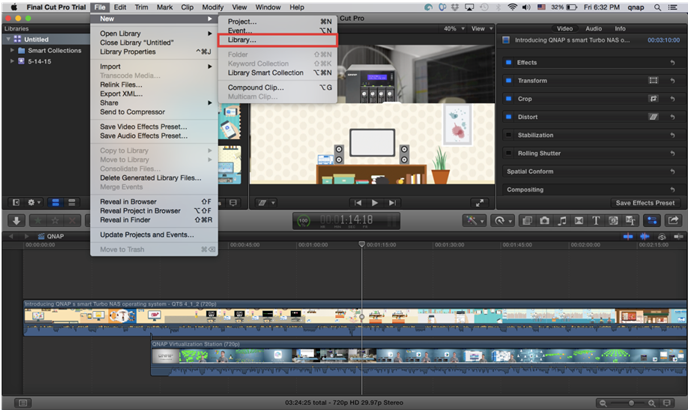 Final Cut Pro Trial File Edit Trim Mark Clip Modify View Window Help
32% Fri 6:32 PM qnap
Final Cut Pro
Libraries
Untitled
Smart Collections
5-14-15
New
Open Library
Close Library "Untitled"
Library Properties ^⌘J
Import
Transcode Media...
Relink Files...
Export XML...
Share
Send to Compressor
Save Video Effects Preset...
Save Audio Effects Preset...
Copy to Library
Move to Library
Consolidate Files...
Delete Generated Library Files...
Merge Events
Reveal in Browser ⇧F
Reveal Project in Browser ⌥⇧F
Reveal in Finder ⇧⌘R
Update Projects and Events...
Move to Trash ⌘⌫
Project... ⌘N
Event... ⌥N
Library...
Folder ⇧⌘N
Keyword Collection ⇧⌘K
Library Smart Collection ⌥⌘N
Compound Clip... ⌥G
Multicam Clip...
40% View
Video Audio Info
Introducing QNAP s smart Turbo NAS o... 00:03:10:00
Effects
Transform
Crop
Distort
Stabilization
Rolling Shutter
Spatial Conform
Compositing
Save Effects Preset
100
1:14:18
QNAP
00:00:00:00
00:00:45:00
00:01:00:00
00:01:15:00
00:01:30:00
00:01:45:00
00:02:00:00
00:02:15:00
Introducing QNAP s smart Turbo NAS operating system - QTS 4_1_2 (720p)
QNAP Virtualization Station (720p)
03:24:25 total - 720p HD 29.97p Stereo